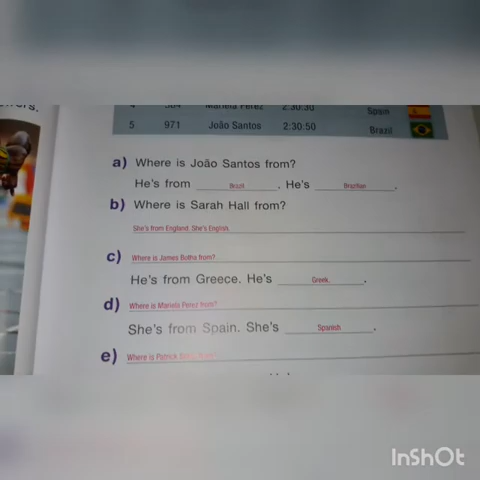 5 971 João Santos 2:30:50 Brazil
a) Where is João Santos from?
He's from Brazil . He's Brazilian .
b) Where is Sarah Hall from?
She's from England. She's English.
c) Where is James Botha from?
He's from Greece. He's Greek. .
d) Where is Mariela Perez from?
She's from Spain. She's Spanish .
e) Where is Patrick
InShOt